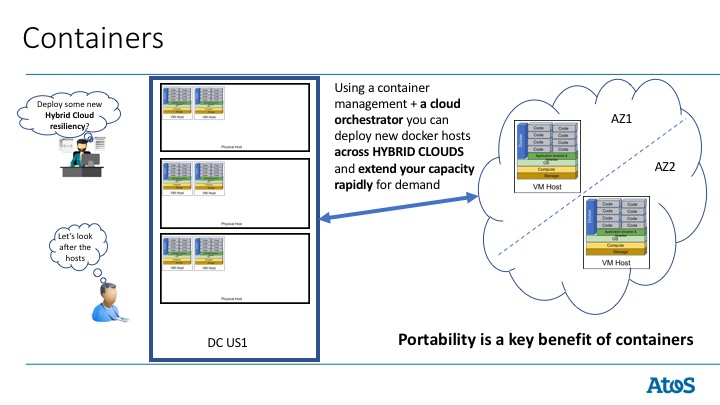 Containers
Deploy some new
Hybrid Cloud
resiliency?
Let's look
after the
hosts
VM Host
VM Host
Physical Host
VM Host
VM Host
Physical Host
VM Host
VM Host
Physical Host
DC US1
Using a container
management + a cloud
orchestrator you can
deploy new docker hosts
across HYBRID CLOUDS
and extend your capacity
rapidly for demand
AZ1
Docker
Code Code
Code Code
Code Code
Code Code
Application binaries &
OS
Compute
Storage
VM Host
AZ2
Docker
Code Code
Code Code
Code Code
Code Code
Application binaries &
OS
Compute
Storage
VM Host
Portability is a key benefit of containers
Atos